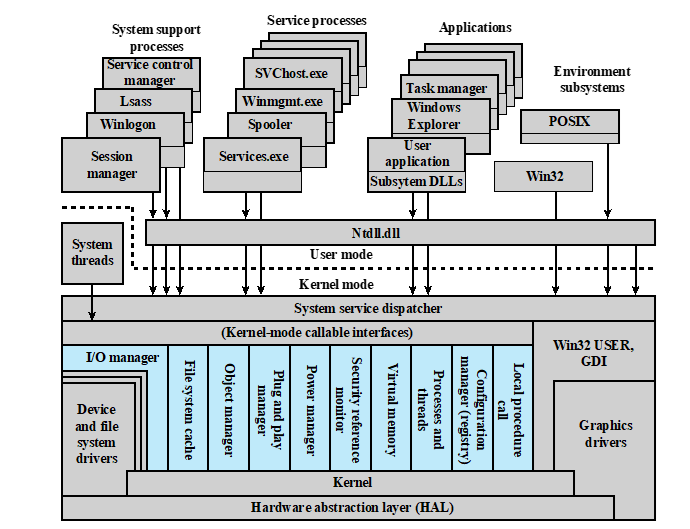 System support
processes
Service processes
Applications
Environment
subsystems
Service control
manager
Lsass
Winlogon
Session
manager
SVChost.exe
Winmgmt.exe
Spooler
Services.exe
Task manager
Windows
Explorer
User
application
Subsytem DLLs
POSIX
Win32
System
threads
Ntdll.dll
User mode
Kernel mode
System service dispatcher
(Kernel-mode callable interfaces)
Win32 USER,
GDI
I/O manager
Device
and file
system
drivers
File system cache
Object manager
Plug and play
manager
Power manager
Security reference
monitor
Virtual memory
Processes and
threads
Configuration
manager (registry)
Local procedure
call
Graphics
drivers
Kernel
Hardware abstraction layer (HAL)